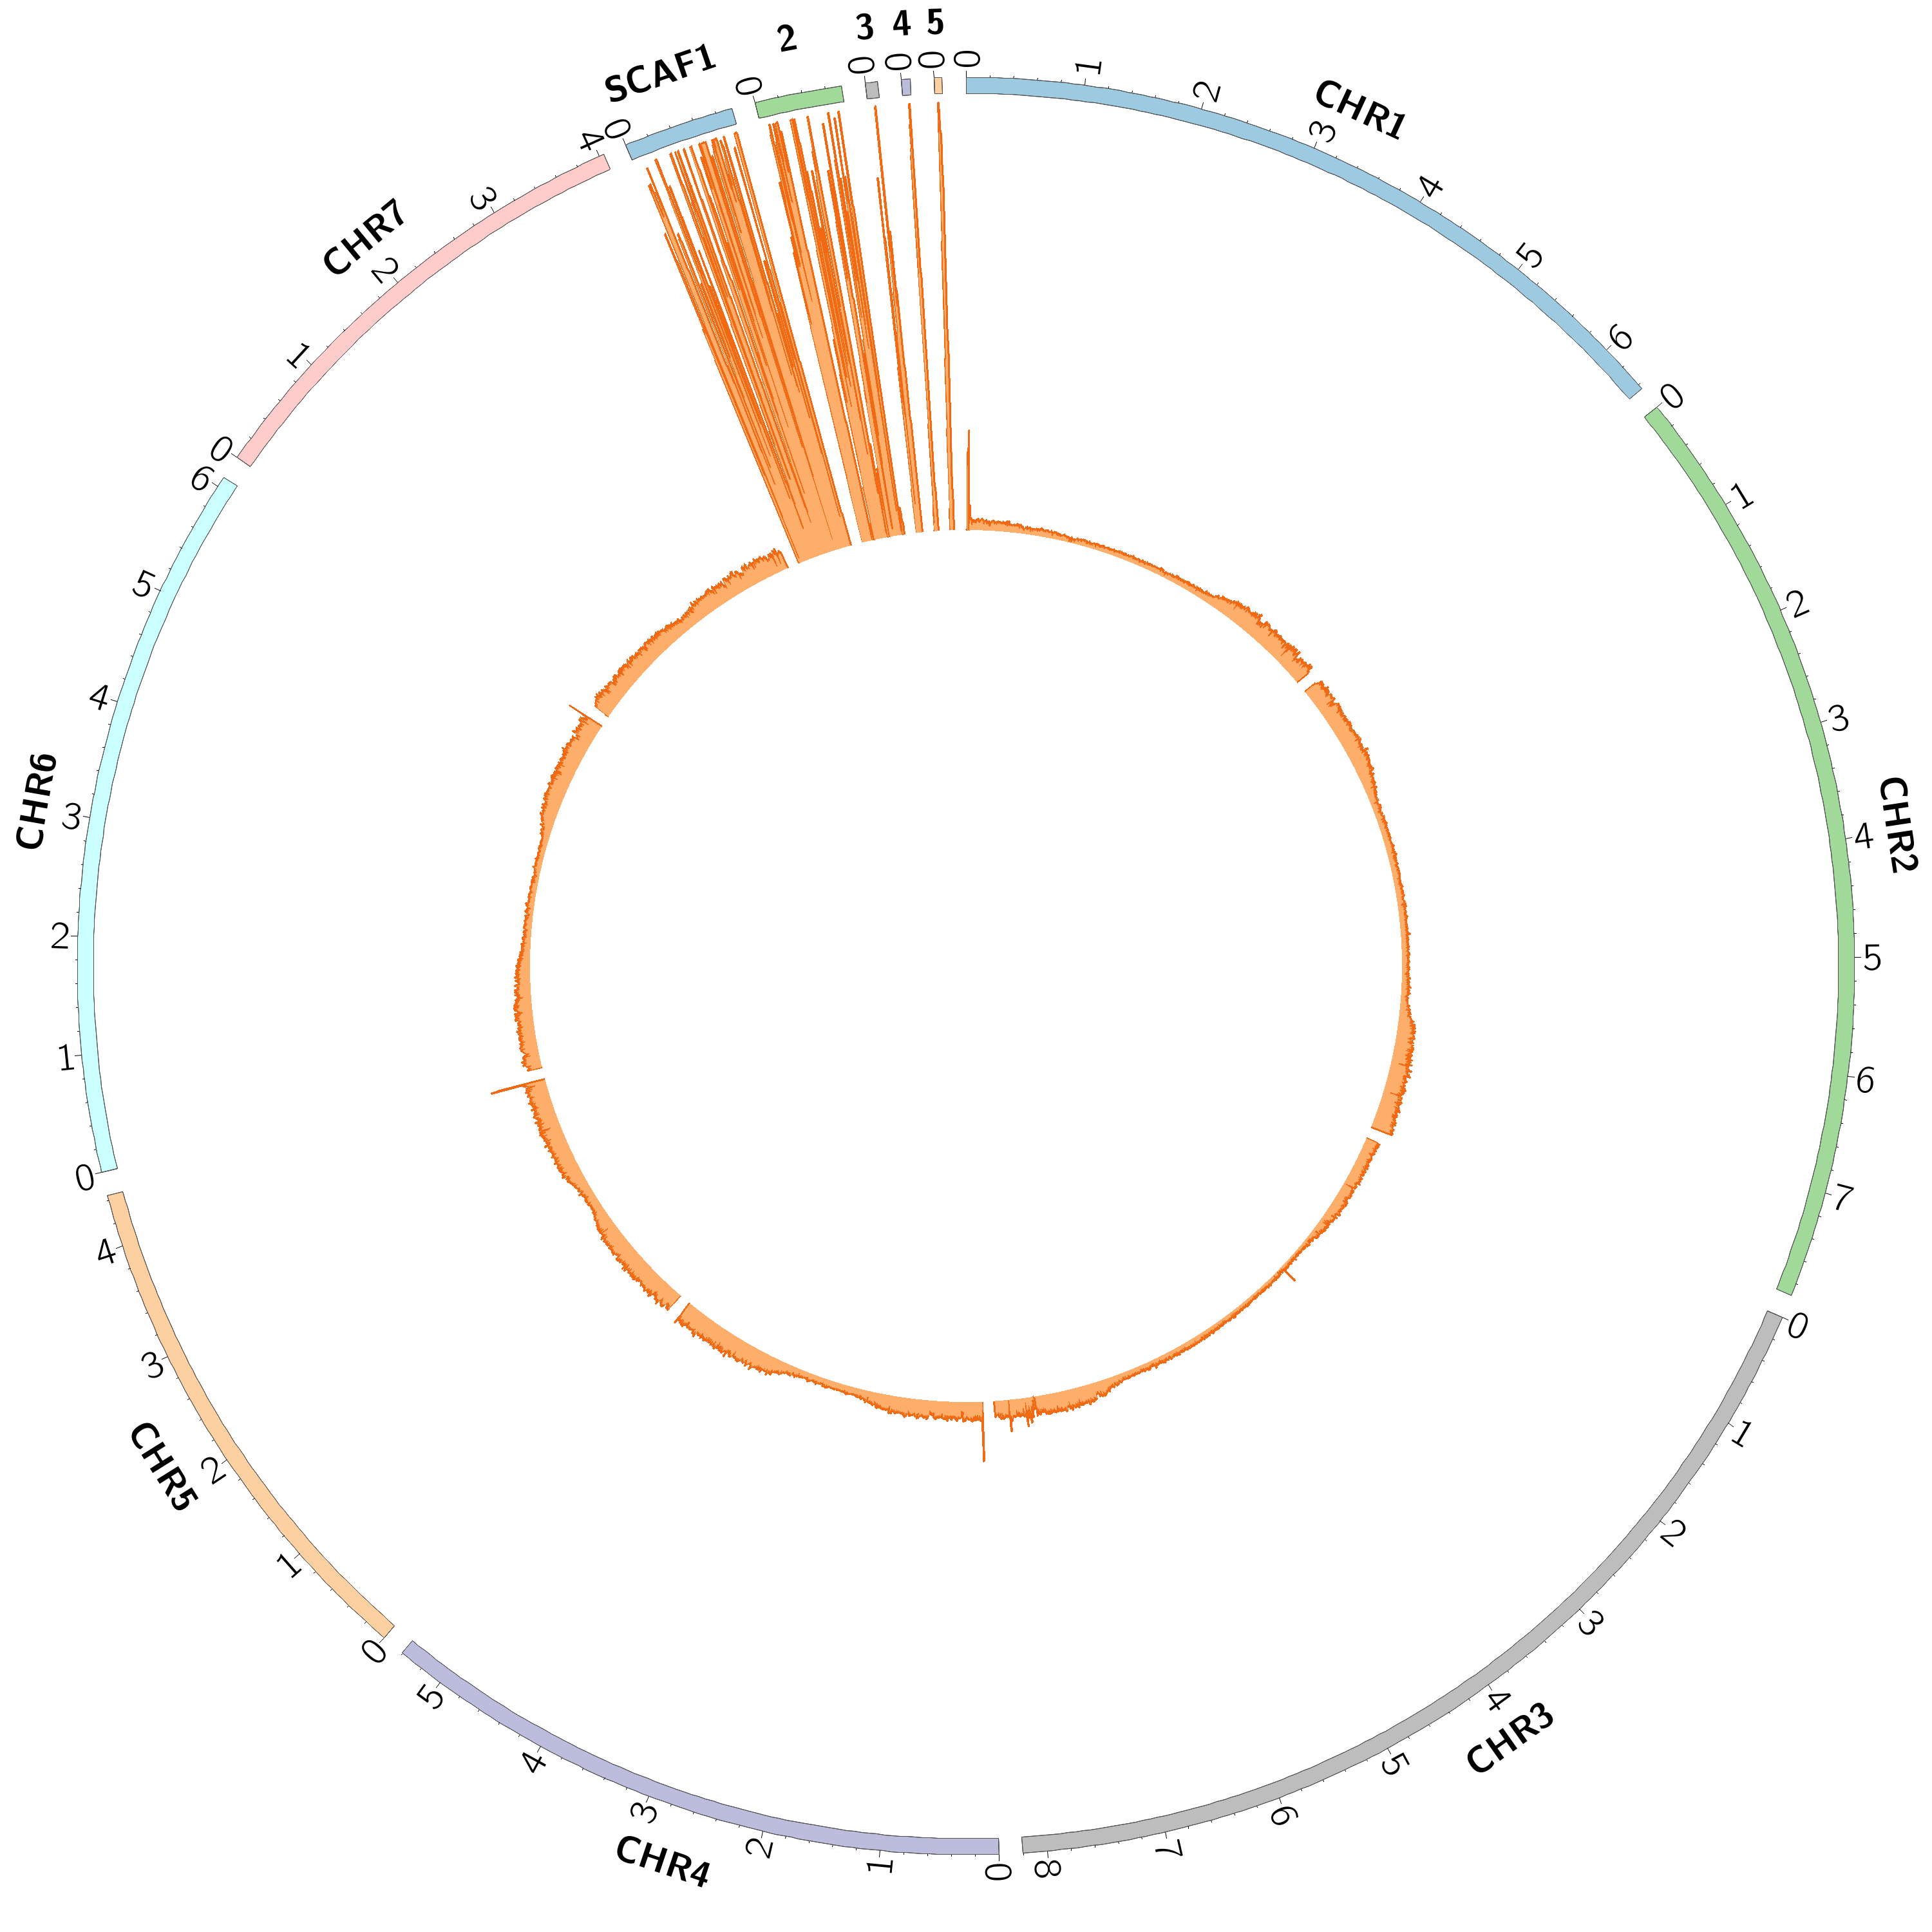 CHR1
0 1 2 3 4 5 6
CHR2
0 1 2 3 4 5 6 7
CHR3
0 1 2 3 4 5 6 7 8
CHR4
0 1 2 3 4 5
CHR5
0 1 2 3 4
CHR6
0 1 2 3 4 5 6
CHR7
0 1 2 3 4
SCAF1
0
2
0
3
0
4
0
5
0